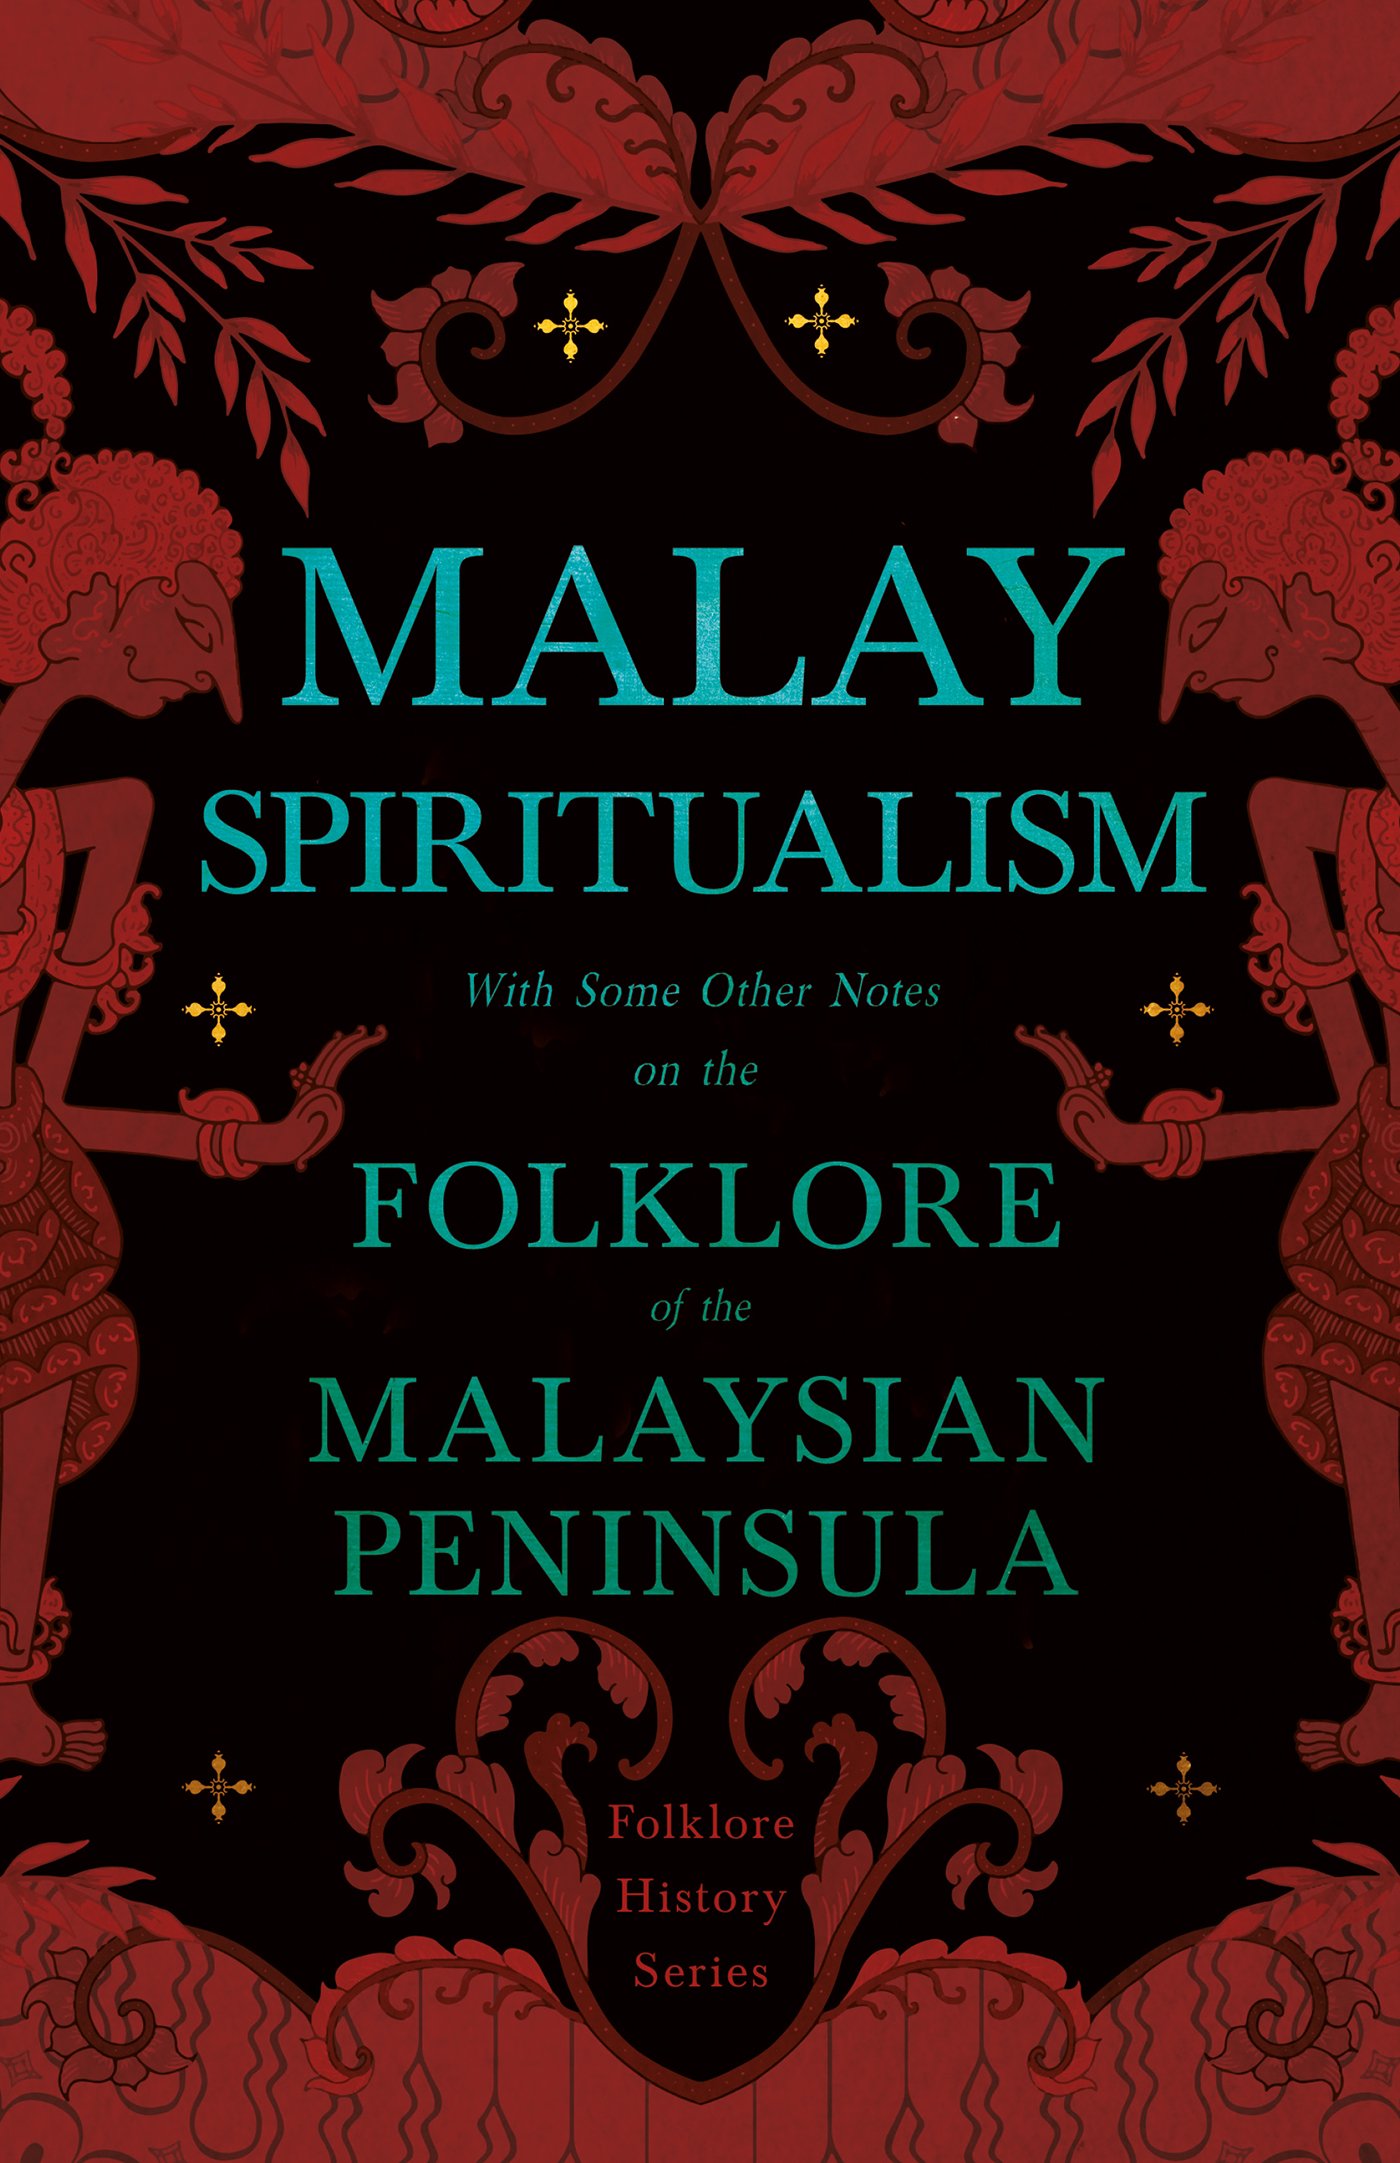 MALAY
SPIRITUALISM
With Some Other Notes
on the
FOLKLORE
of the
MALAYSIAN
PENINSULA
Folklore
History
Series